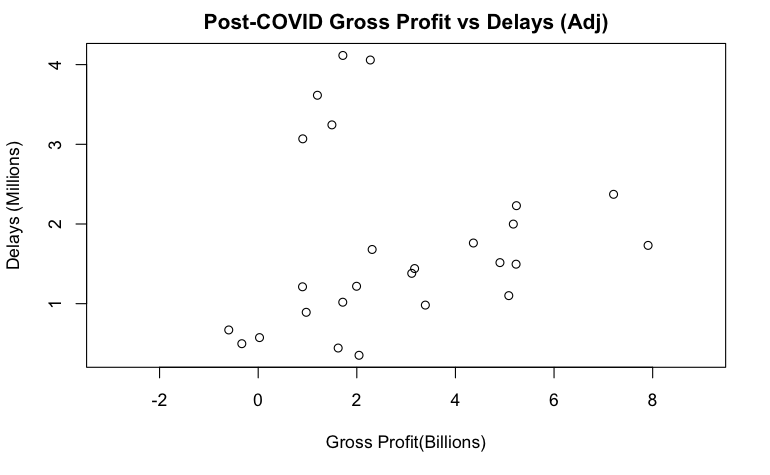 Post-COVID Gross Profit vs Delays (Adj)
4
3
2
1
Delays (Millions)
-2 0 2 4 6 8
Gross Profit(Billions)